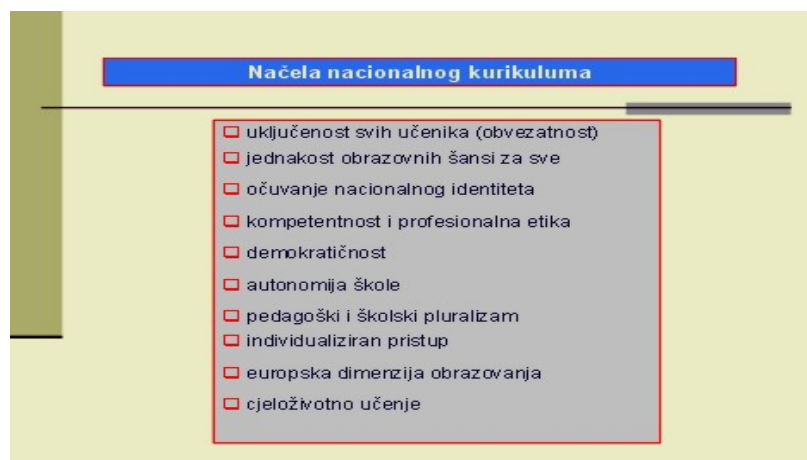 Načela nacionalnog kurikuluma
uključenost svih učenika (obvezatnost)
jednakost obrazovnih šansi za sve
očuvanje nacionalnog identiteta
kompetentnost i profesionalna etika
demokratičnost
autonomija škole
pedagoški i školski pluralizam
individualiziran pristup
europska dimenzija obrazovanja
cjeloživotno učenje